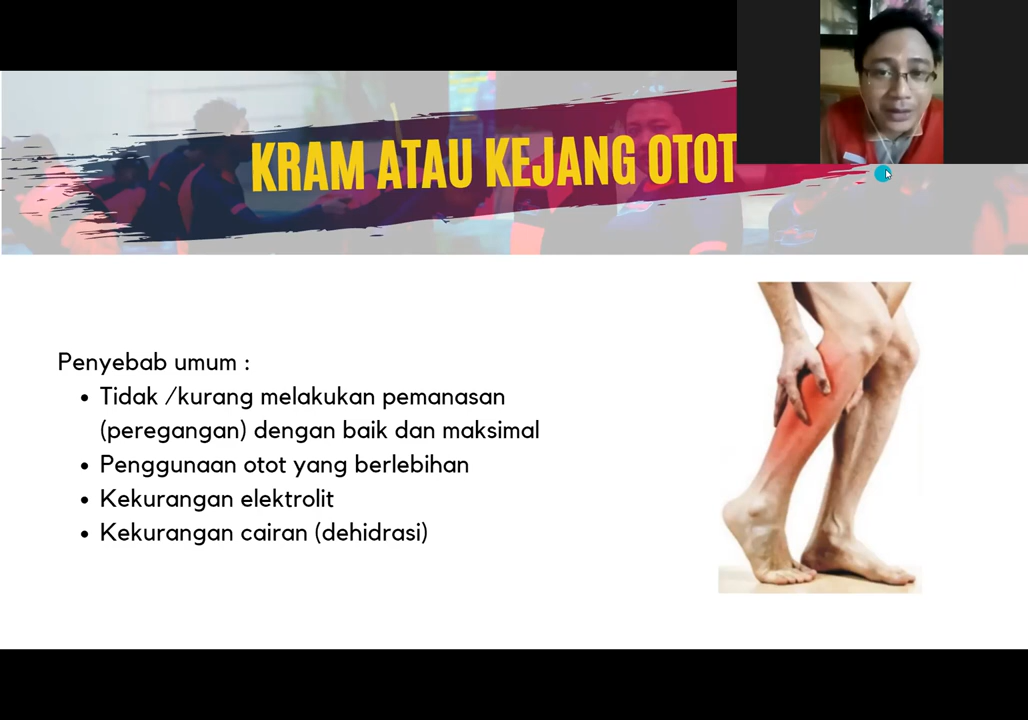 KRAM ATAU KEJANG OTOT
Penyebab umum :
• Tidak /kurang melakukan pemanasan
(peregangan) dengan baik dan maksimal
• Penggunaan otot yang berlebihan
• Kekurangan elektrolit
• Kekurangan cairan (dehidrasi)